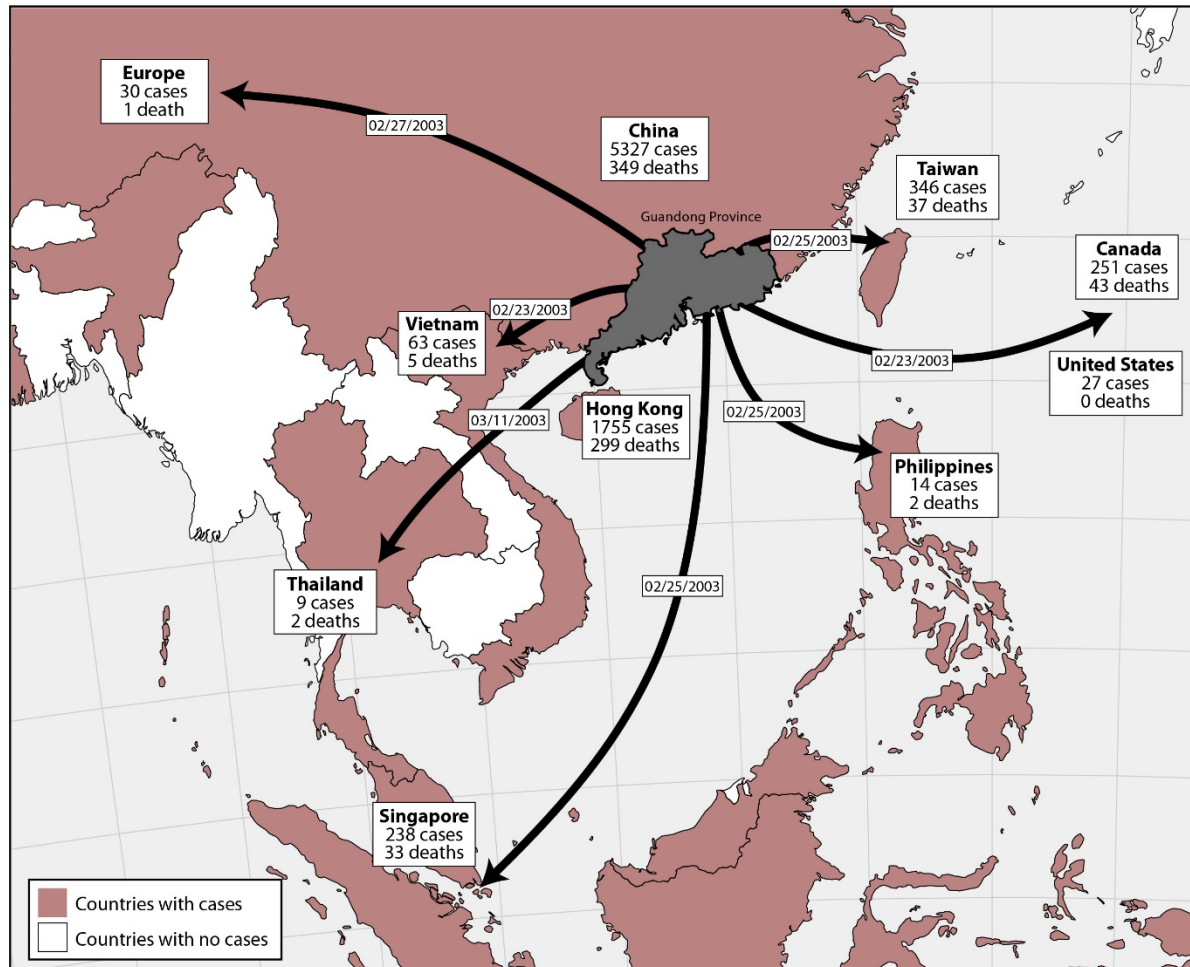 Europe
30 cases
1 death
02/27/2003
China
5327 cases
349 deaths
Taiwan
346 cases
37 deaths
Guandong Province
02/25/2003
Canada
251 cases
43 deaths
02/23/2003
Vietnam
63 cases
5 deaths
02/23/2003
United States
27 cases
0 deaths
03/11/2003
Hong Kong
1755 cases
299 deaths
02/25/2003
Philippines
14 cases
2 deaths
Thailand
9 cases
2 deaths
02/25/2003
Singapore
238 cases
33 deaths
Countries with cases
Countries with no cases